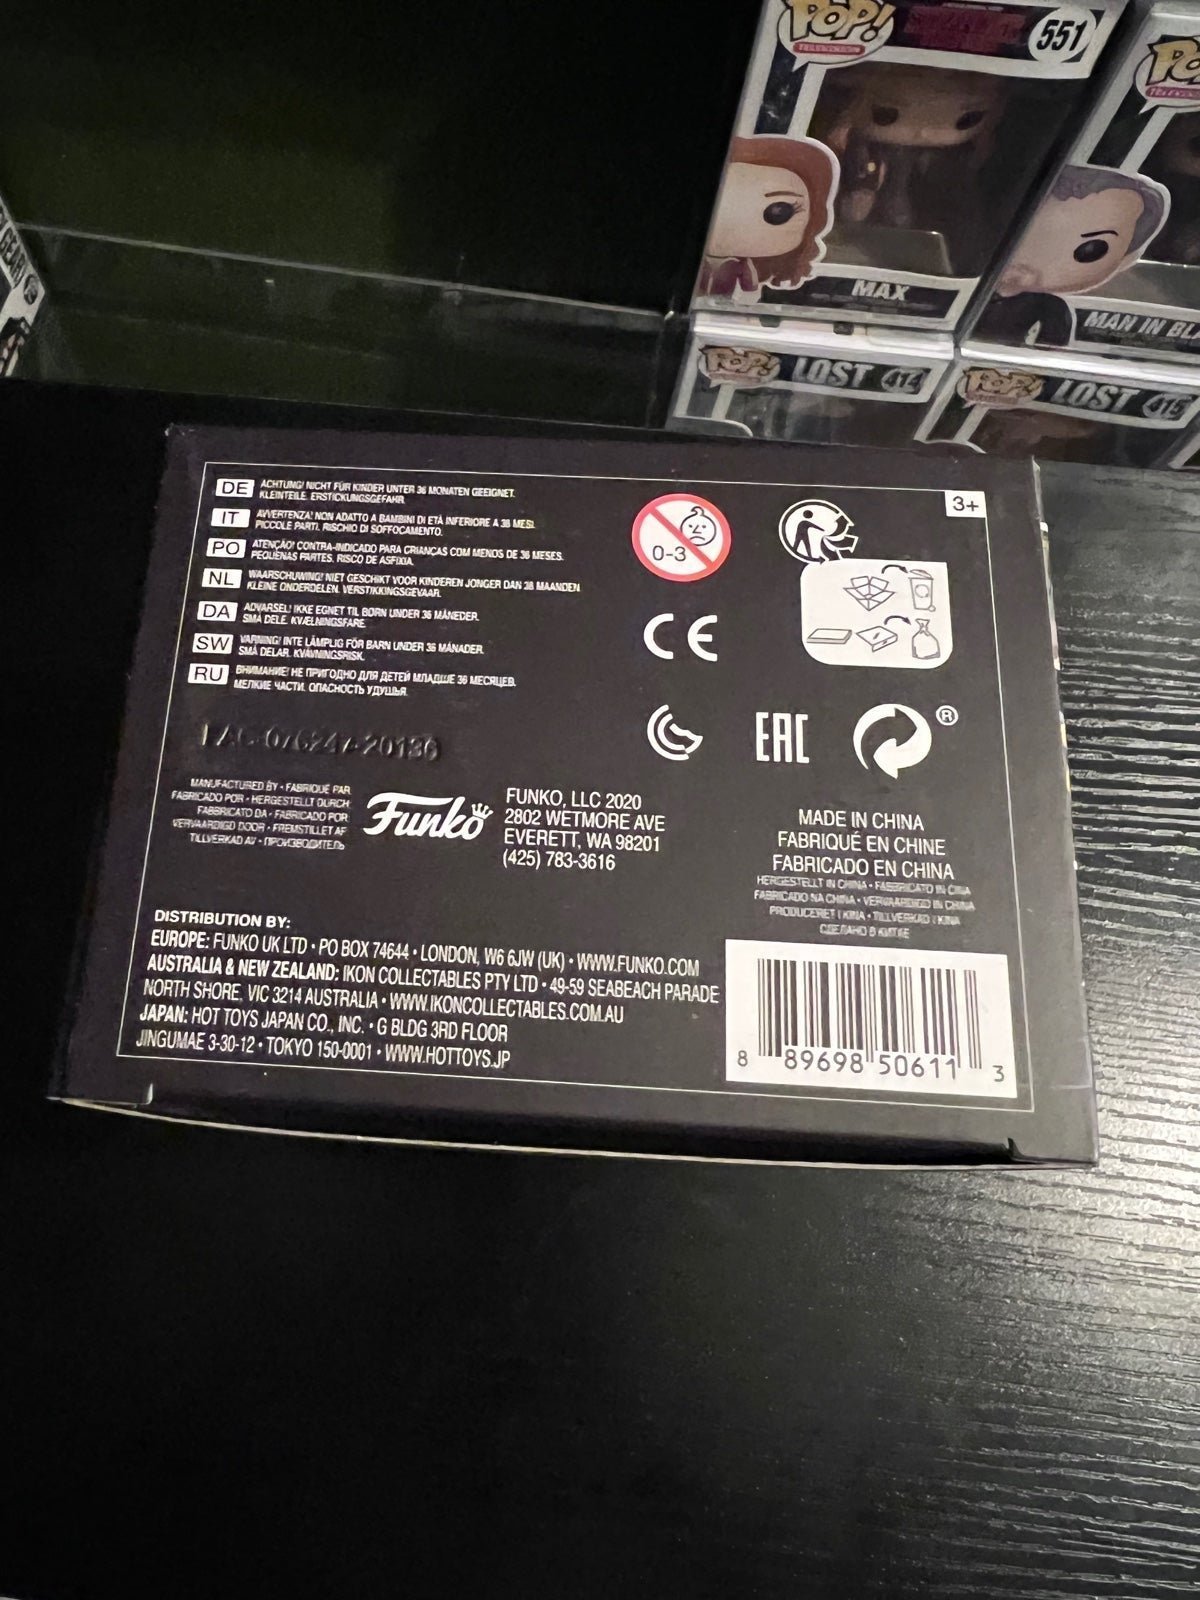 POP!
TELEVISION
551
MAX
MAN IN BL
POP!
LOST
414
POP!
LOST
415
3+
DE ACHTUNG! NICHT FÜR KINDER UNTER 36 MONATEN GEEIGNET.
KLEINTEILE. ERSTICKUNGSGEFAHR.
IT AVVERTENZA! NON ADATTO A BAMBINI DI ETÀ INFERIORE A 36 MESI.
PICCOLE PARTI. RISCHIO DI SOFFOCAMENTO.
PO ATENÇÃO! CONTRA-INDICADO PARA CRIANÇAS COM MENOS DE 36 MESES.
PEQUENAS PARTES. RISCO DE ASFIXIA.
NL WAARSCHUWING! NIET GESCHIKT VOOR KINDEREN JONGER DAN 36 MAANDEN
KLEINE ONDERDELEN. VERSTIKKINGSGEVAAR.
DA ADVARSEL! IKKE EGNET TIL BØRN UNDER 36 MÅNEDER.
SMÅ DELE. KVÆLNINGSFARE.
SW VARNING! INTE LÄMPLIG FÖR BARN UNDER 36 MÅNADER.
SMÅ DELAR. KVÄVNINGSRISK.
RU ВНИМАНИЕ! НЕ ПРИГОДНО ДЛЯ ДЕТЕЙ МЛАДШЕ 36 МЕСЯЦЕВ.
МЕЛКИЕ ЧАСТИ. ОПАСНОСТЬ УДУШЬЯ.
0-3
CE
EAC
®
MANUFACTURED BY • FABRIQUÉ PAR
FABRICADO POR • HERGESTELLT DURCH
FABBRICATO DA • FABRICADO POR
VERVAARDIGD DOOR • FREMSTILLET AF
TILLVERKAD AV • ПРОИЗВОДИТЕЛЬ
Funko
FUNKO, LLC 2020
2802 WETMORE AVE
EVERETT, WA 98201
(425) 783-3616
MADE IN CHINA
FABRIQUÉ EN CHINE
FABRICADO EN CHINA
HERGESTELLT IN CHINA • FABBRICATO IN CINA
FABRICADO NA CHINA • VERVAARDIGD IN CHINA
PRODUCERET I KINA • TILLVERKAD I KINA
СДЕЛАНО В КИТАЕ
DISTRIBUTION BY:
EUROPE: FUNKO UK LTD • PO BOX 74644 • LONDON, W6 6JW (UK) • WWW.FUNKO.COM
AUSTRALIA & NEW ZEALAND: IKON COLLECTABLES PTY LTD • 49-59 SEABEACH PARADE
NORTH SHORE, VIC 3214 AUSTRALIA • WWW.IKONCOLLECTABLES.COM.AU
JAPAN: HOT TOYS JAPAN CO., INC. • G BLDG 3RD FLOOR
JINGUMAE 3-30-12 • TOKYO 150-0001 • WWW.HOTTOYS.JP
8 89698 50611 3